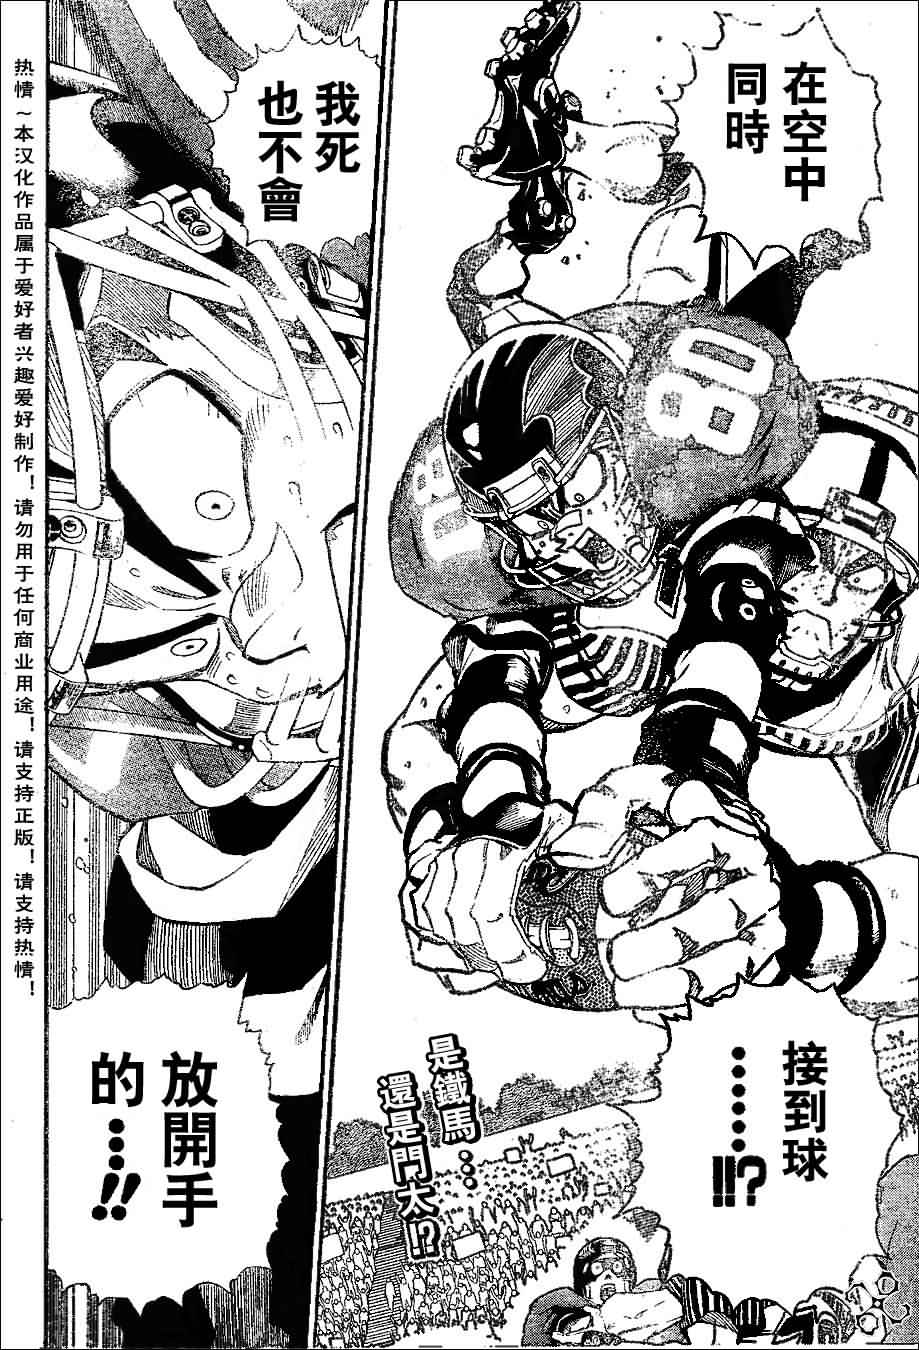 在空中
同時
接到球
……!!?
是鐵馬…
還是門太!?
我死
也不會
放開手
的…!!
热情~本汉化作品属于爱好者兴趣爱好制作！请勿用于任何商业用途！请支持正版！请支持热情！
80
8